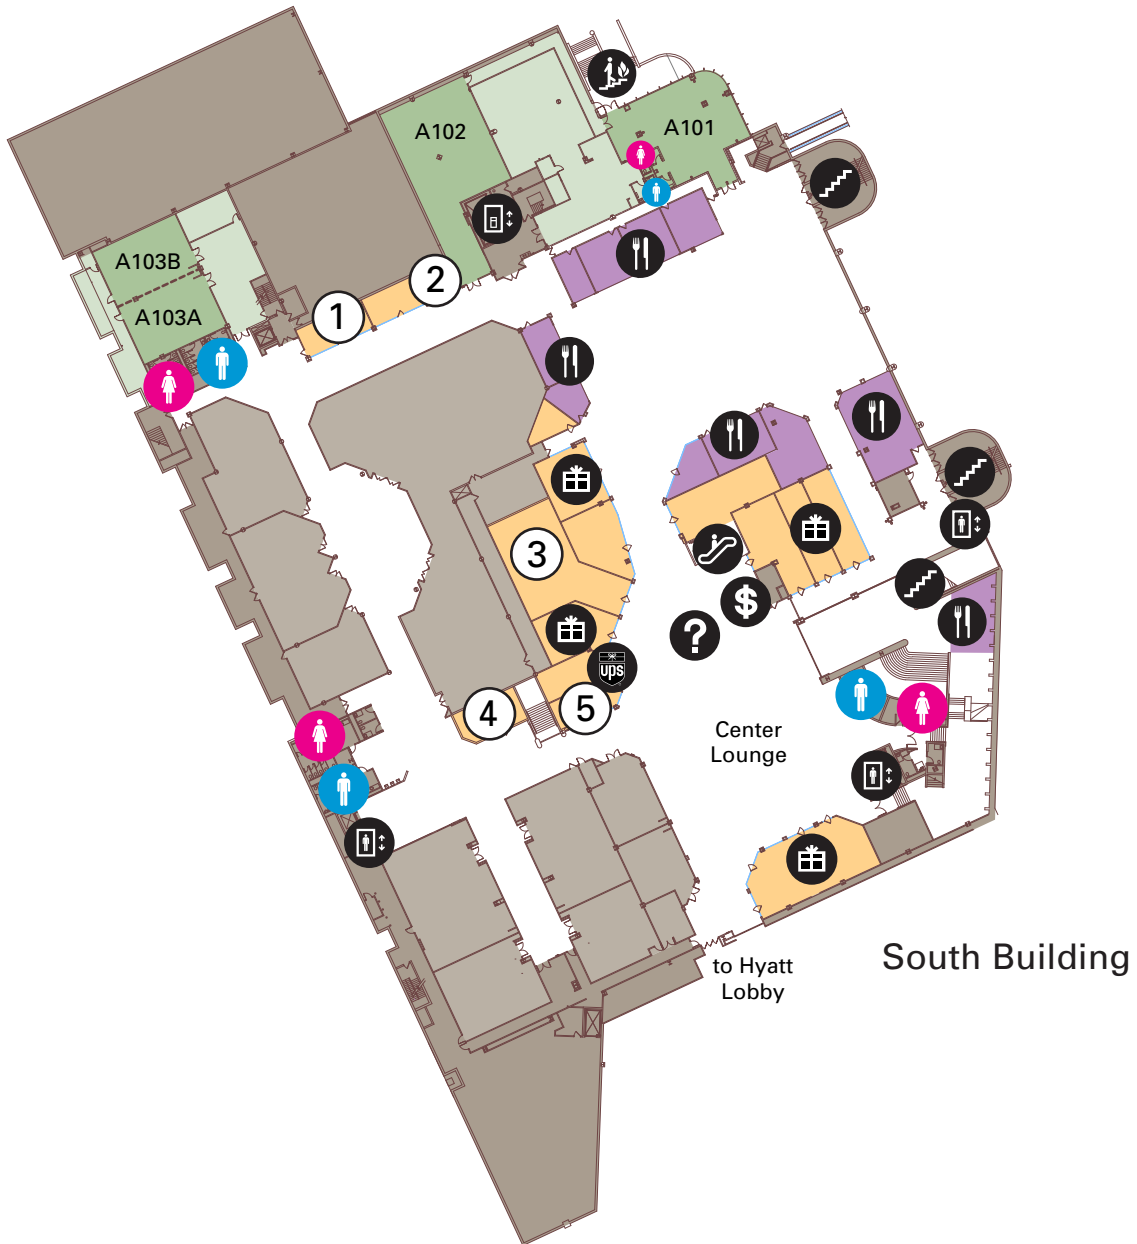 A102
A101
A103B
2
A103A
1
3
$
?
ups
4
5
Center
Lounge
South Building
to Hyatt
Lobby